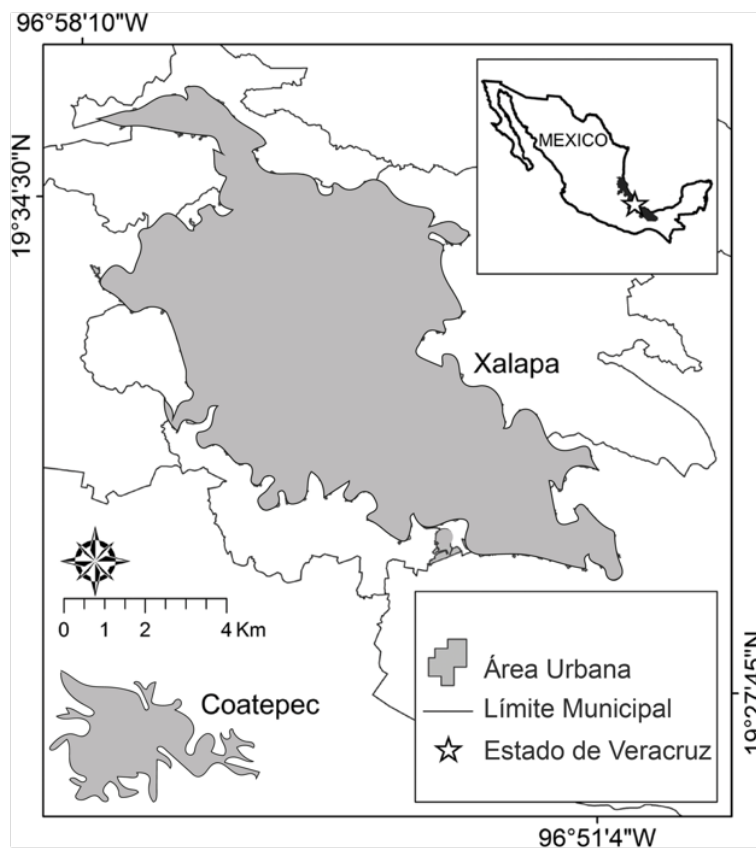 96°58'10"W
19°34'30"N
MEXICO
Xalapa
0 1 2 4 Km
Coatepec
Área Urbana
Límite Municipal
Estado de Veracruz
19°27'45"N
96°51'4"W